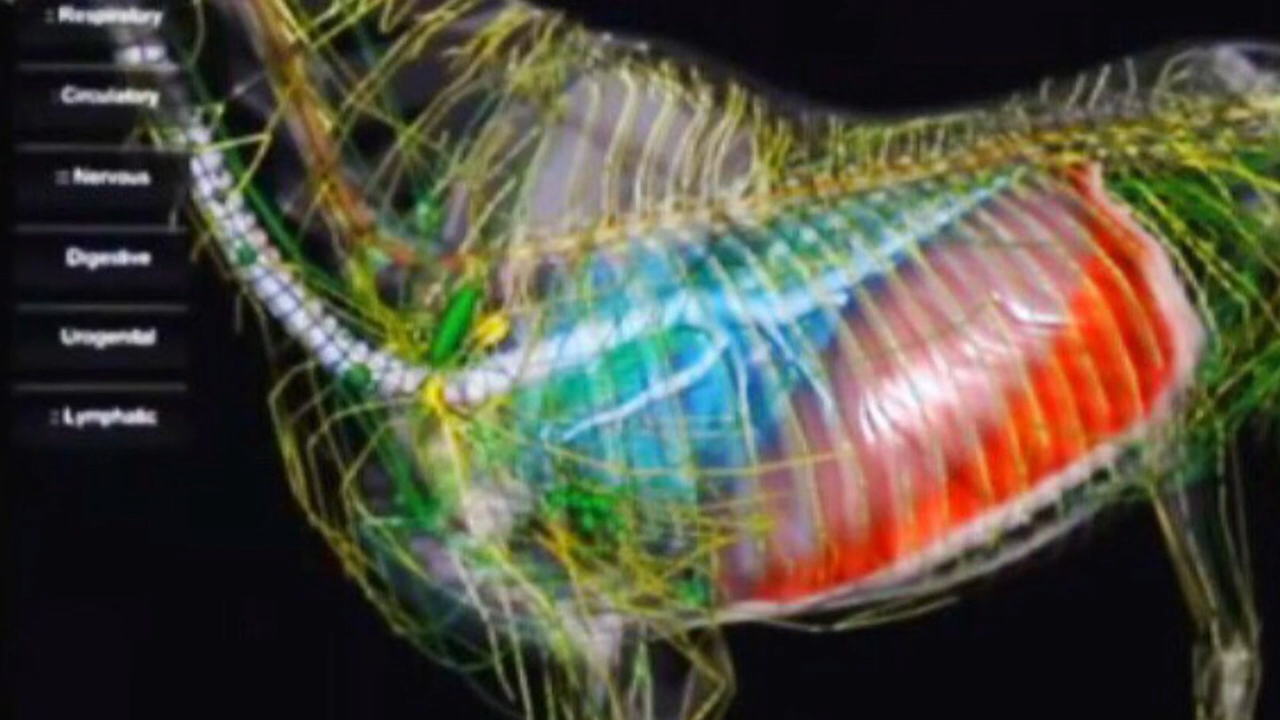 :: Respiratory
Circulatory
:: Nervous
Digestive
Urogenital
:: Lymphatic